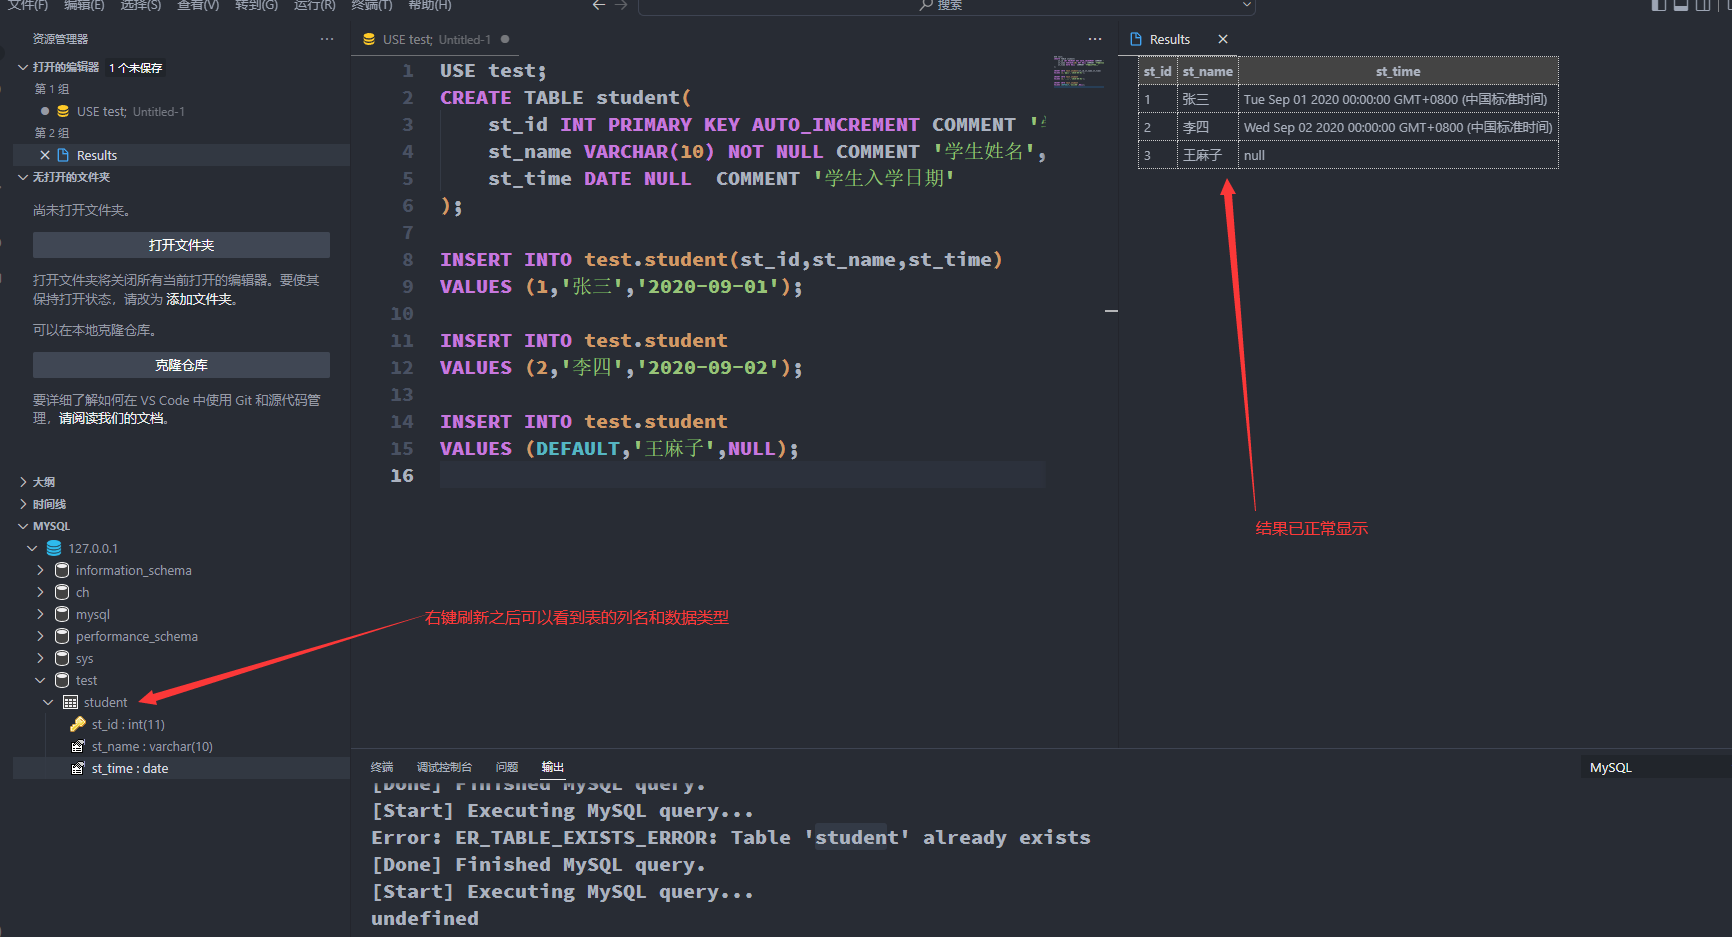 文件(F) 编辑(E) 选择(S) 查看(V) 转到(G) 运行(R) 终端(T) 帮助(H)
搜索
资源管理器
打开的编辑器 1 个未保存
第 1 组
USE test; Untitled-1
第 2 组
Results
无打开的文件夹
尚未打开文件夹。
打开文件夹
打开文件夹将关闭所有当前打开的编辑器。要使其
保持打开状态，请改为 添加文件夹。
可以在本地克隆仓库。
克隆仓库
要详细了解如何在 VS Code 中使用 Git 和源代码管
理，请阅读我们的文档。
大纲
时间线
MYSQL
127.0.0.1
information_schema
ch
mysql
performance_schema
sys
test
student
st_id : int(11)
st_name : varchar(10)
st_time : date
USE test; Untitled-1
1 USE test;
2 CREATE TABLE student(
3 st_id INT PRIMARY KEY AUTO_INCREMENT COMMENT '
4 st_name VARCHAR(10) NOT NULL COMMENT '学生姓名',
5 st_time DATE NULL COMMENT '学生入学日期'
6 );
7
8 INSERT INTO test.student(st_id,st_name,st_time)
9 VALUES (1,'张三','2020-09-01');
10
11 INSERT INTO test.student
12 VALUES (2,'李四','2020-09-02');
13
14 INSERT INTO test.student
15 VALUES (DEFAULT,'王麻子',NULL);
16
右键刷新之后可以看到表的列名和数据类型
Results
st_id st_name st_time
1 张三 Tue Sep 01 2020 00:00:00 GMT+0800 (中国标准时间)
2 李四 Wed Sep 02 2020 00:00:00 GMT+0800 (中国标准时间)
3 王麻子 null
结果已正常显示
终端 调试控制台 问题 输出
MySQL
[Done] Finished MySQL query.
[Start] Executing MySQL query...
Error: ER_TABLE_EXISTS_ERROR: Table 'student' already exists
[Done] Finished MySQL query.
[Start] Executing MySQL query...
undefined